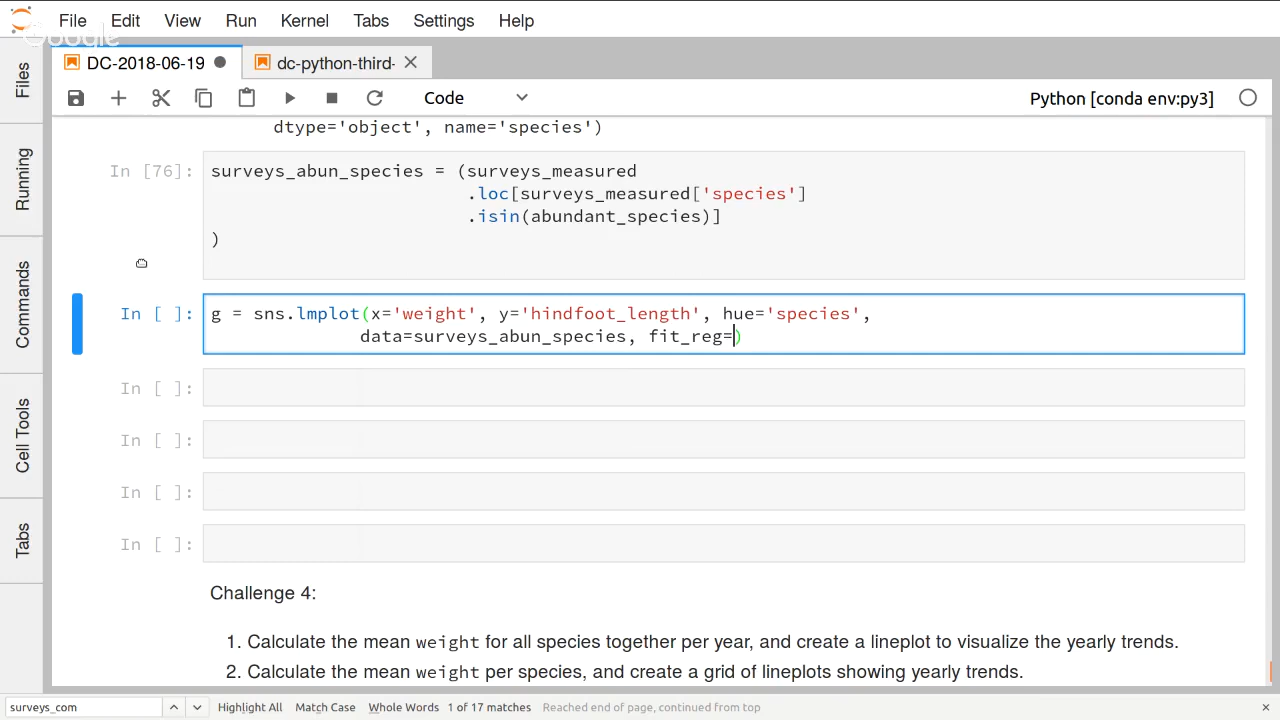 File Edit View Run Kernel Tabs Settings Help
Google
DC-2018-06-19 dc-python-third-
Code Python [conda env:py3]
Files
Running
Commands
Cell Tools
Tabs
dtype='object', name='species')
In [76]: surveys_abun_species = (surveys_measured
.loc[surveys_measured['species']
.isin(abundant_species)]
)
In [ ]: g = sns.lmplot(x='weight', y='hindfoot_length', hue='species',
data=surveys_abun_species, fit_reg=)
In [ ]:
In [ ]:
In [ ]:
In [ ]:
Challenge 4:
1. Calculate the mean weight for all species together per year, and create a lineplot to visualize the yearly trends.
2. Calculate the mean weight per species, and create a grid of lineplots showing yearly trends.
surveys_com Highlight All Match Case Whole Words 1 of 17 matches Reached end of page, continued from top